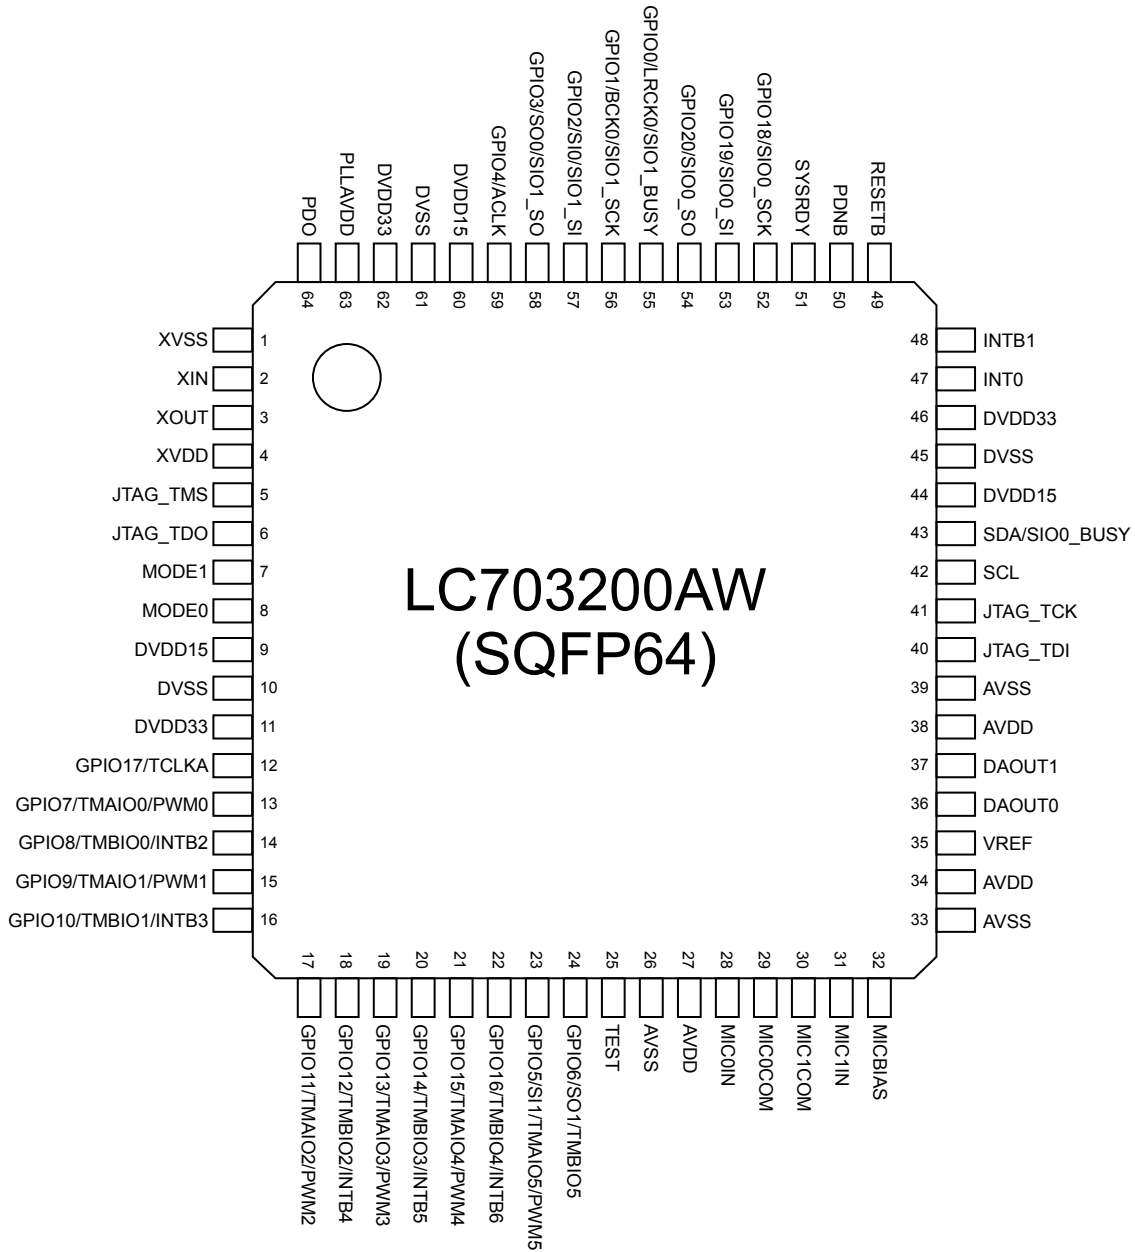 GPIO3/SO0/SIO1_SO
GPIO2/SI0/SIO1_SI
GPIO1/BCK0/SIO1_SCK
GPIO0/LRCK0/SIO1_BUSY
GPIO20/SIO0_SO
GPIO19/SIO0_SI
GPIO18/SIO0_SCK
PDO
PLLAVDD
DVDD33
DVSS
DVDD15
GPIO4/ACLK
SYSRDY
PDNB
RESETB
64
63
62
61
60
59
58
57
56
55
54
53
52
51
50
49
XVSS 1
48 INTB1
XIN 2
47 INT0
XOUT 3
46 DVDD33
XVDD 4
45 DVSS
JTAG_TMS 5
44 DVDD15
JTAG_TDO 6
43 SDA/SIO0_BUSY
MODE1 7
42 SCL
MODE0 8
41 JTAG_TCK
DVDD15 9
40 JTAG_TDI
DVSS 10
39 AVSS
DVDD33 11
38 AVDD
GPIO17/TCLKA 12
37 DAOUT1
GPIO7/TMAIO0/PWM0 13
36 DAOUT0
GPIO8/TMBIO0/INTB2 14
35 VREF
GPIO9/TMAIO1/PWM1 15
34 AVDD
GPIO10/TMBIO1/INTB3 16
33 AVSS
LC703200AW
(SQFP64)
17
18
19
20
21
22
23
24
25
26
27
28
29
30
31
32
GPIO11/TMAIO2/PWM2
GPIO12/TMBIO2/INTB4
GPIO13/TMAIO3/PWM3
GPIO14/TMBIO3/INTB5
GPIO15/TMAIO4/PWM4
GPIO16/TMBIO4/INTB6
GPIO5/SI1/TMAIO5/PWM5
GPIO6/SO1/TMBIO5
TEST
AVSS
AVDD
MIC0IN
MIC0COM
MIC1COM
MIC1IN
MICBIAS